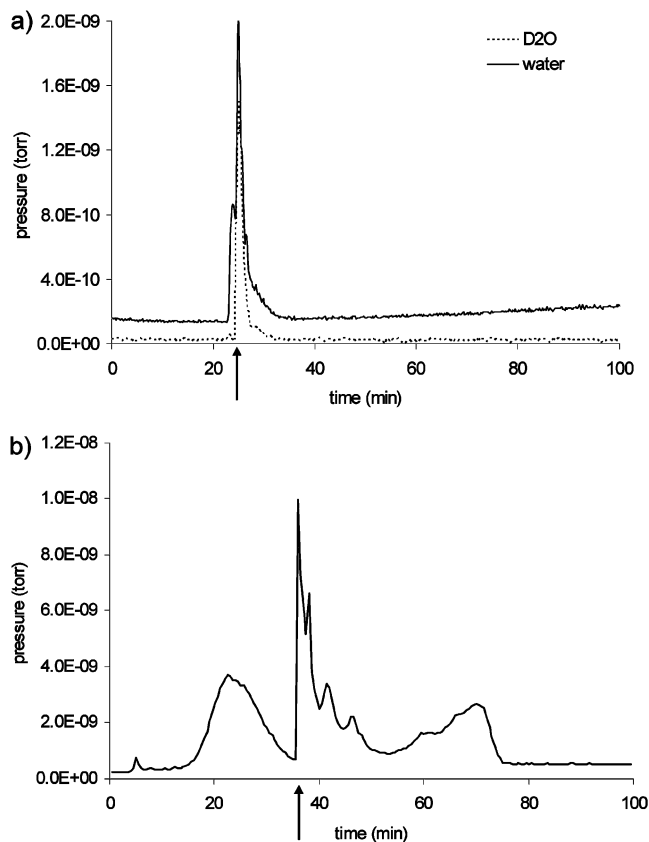 a)
2.0E-09
1.6E-09
1.2E-09
8.0E-10
4.0E-10
0.0E+00
pressure (torr)
D2O
water
0 20 40 60 80 100
time (min)
b)
1.2E-08
1.0E-08
8.0E-09
6.0E-09
4.0E-09
2.0E-09
0.0E+00
pressure (torr)
0 20 40 60 80 100
time (min)